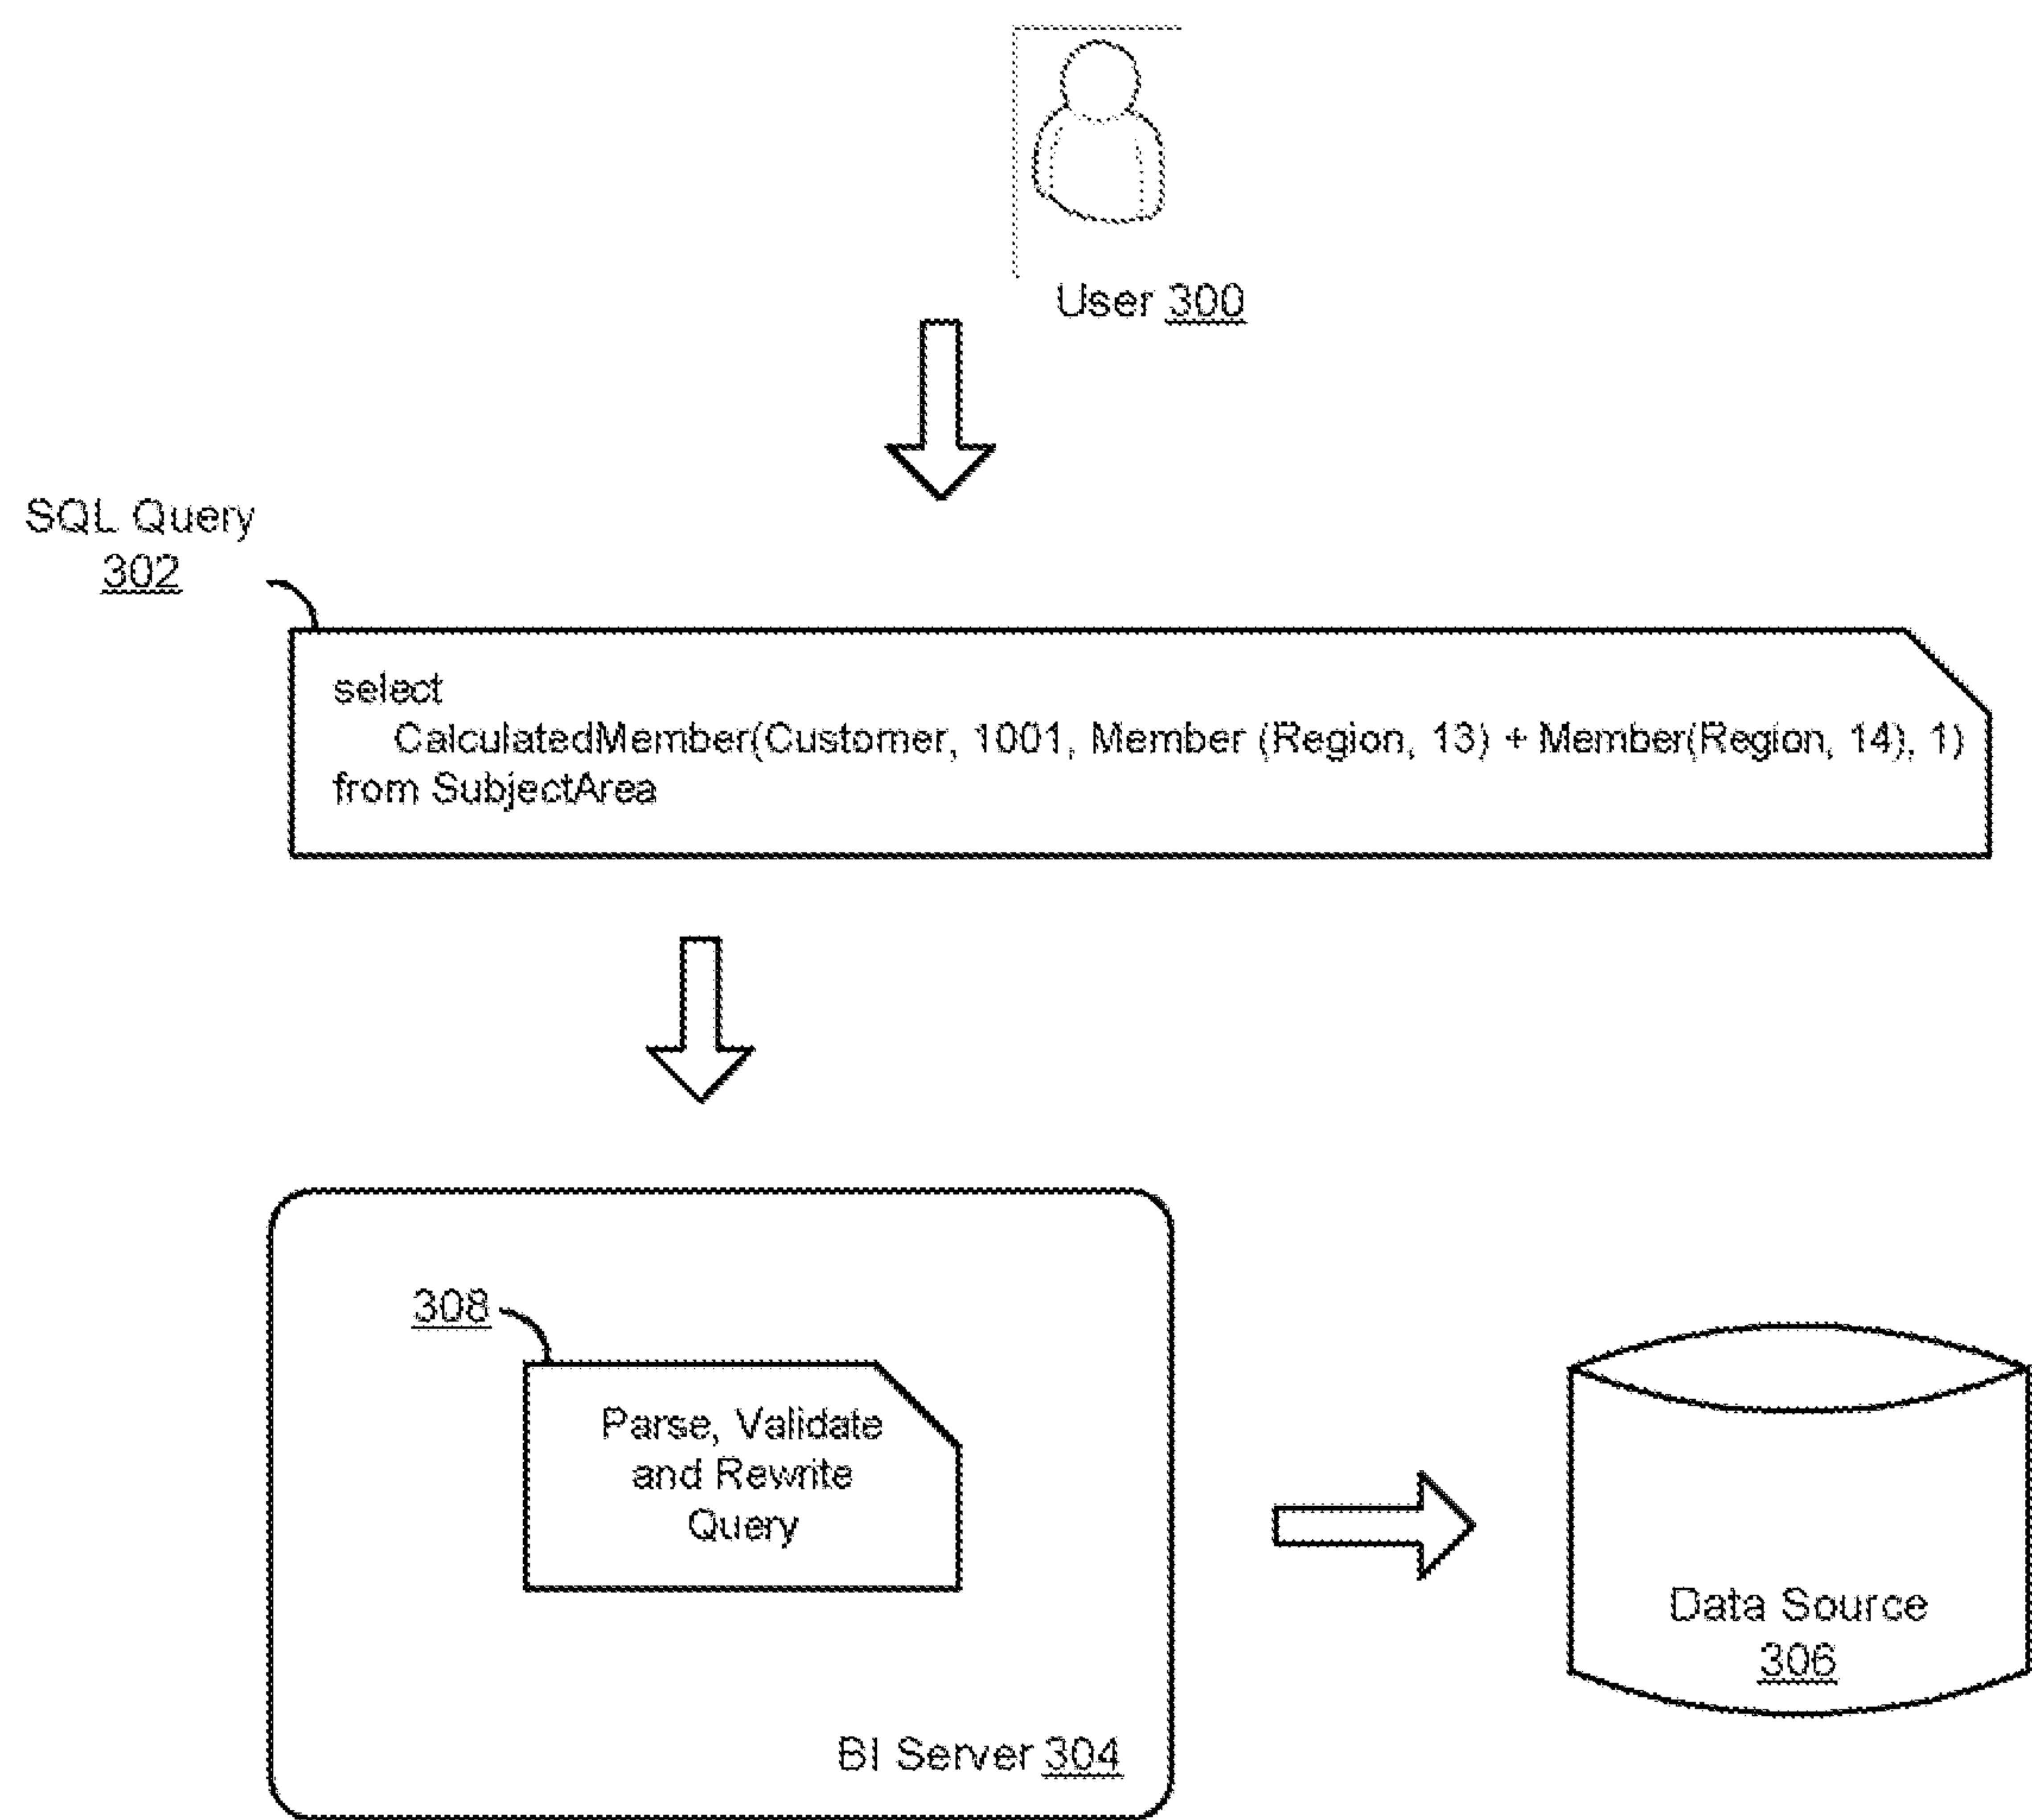 User 300
SQL Query
302
select
CalculatedMember(Customer, 1001, Member (Region, 13) + Member(Region, 14), 1)
from SubjectArea
308
Parse, Validate
and Rewrite
Query
BI Server 304
Data Source
306